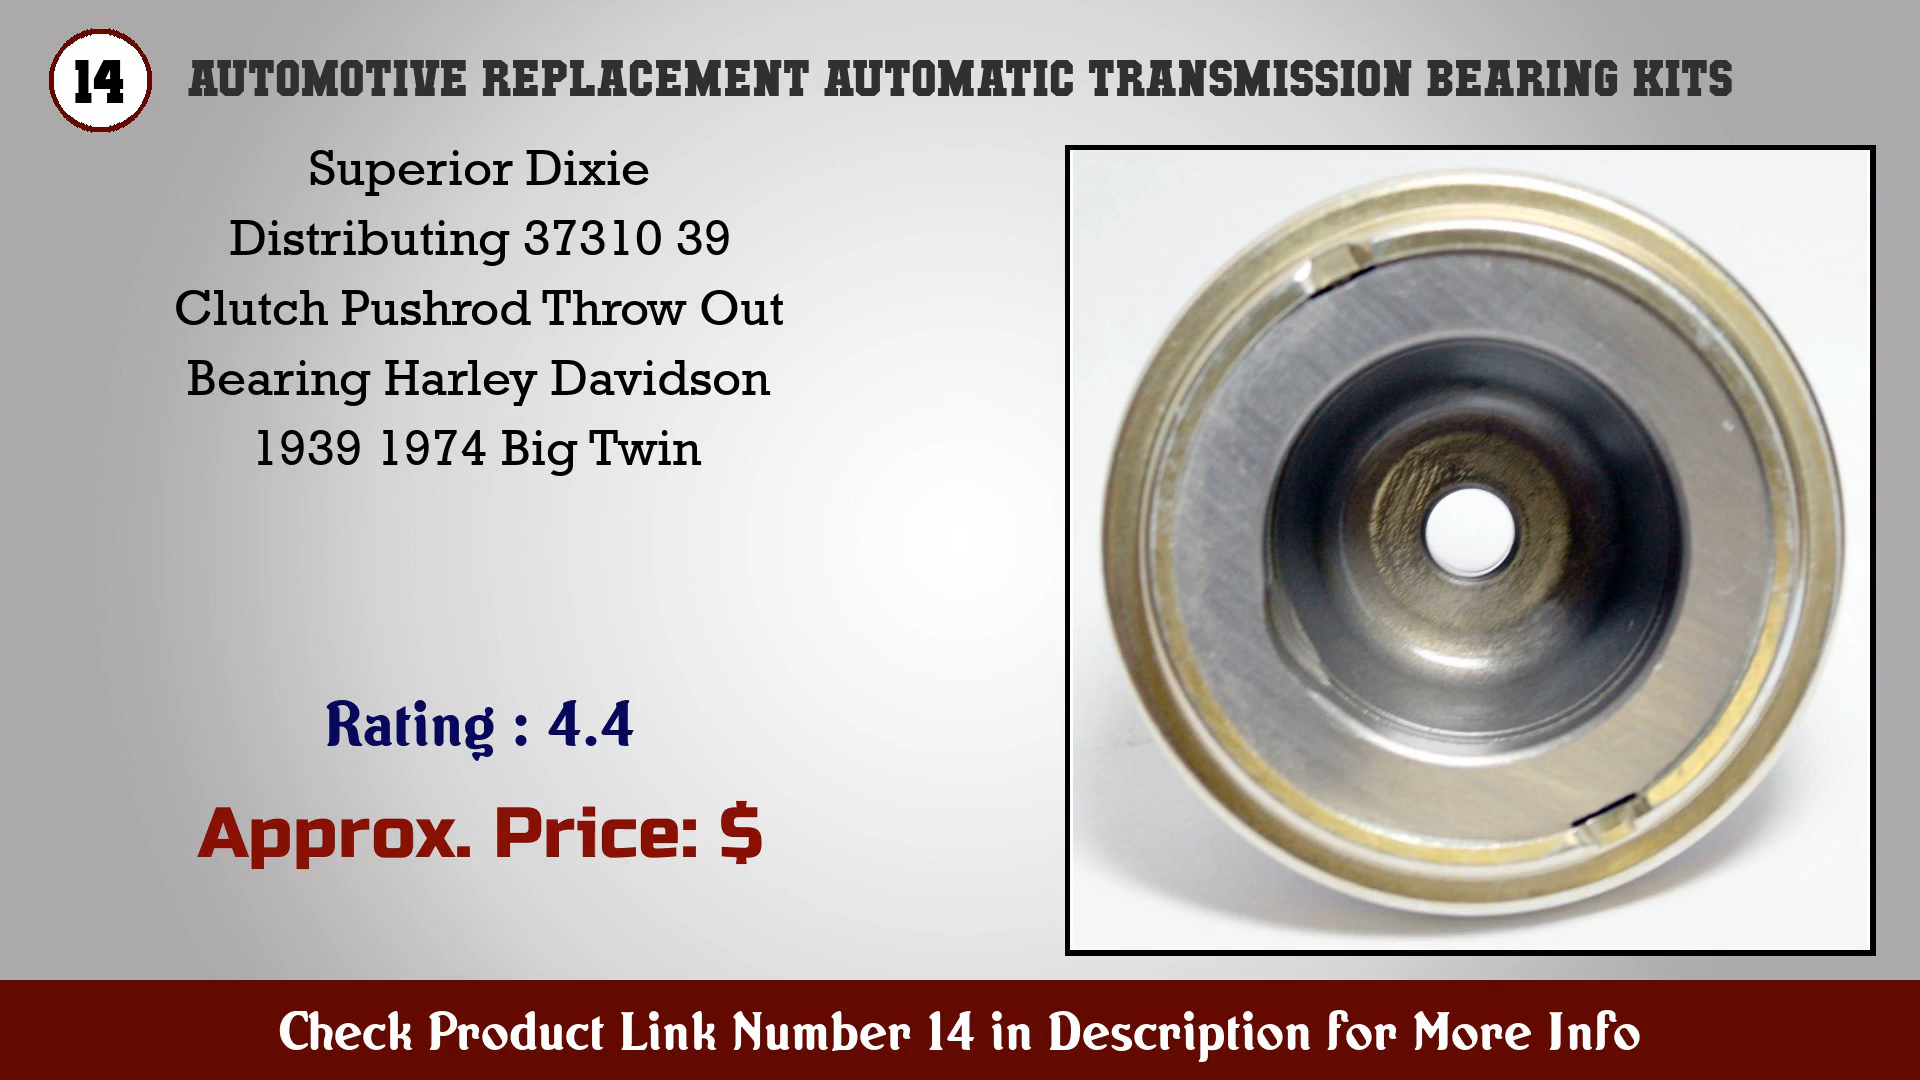 14
AUTOMOTIVE REPLACEMENT AUTOMATIC TRANSMISSION BEARING KITS
Superior Dixie
Distributing 37310 39
Clutch Pushrod Throw Out
Bearing Harley Davidson
1939 1974 Big Twin
Rating : 4.4
Approx. Price: $
Check Product Link Number 14 in Description for More Info